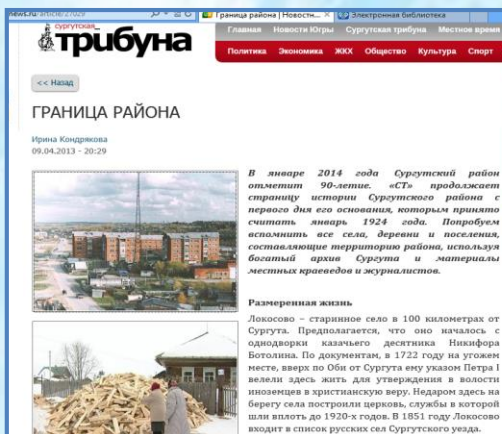 news.ru/article/27029
Граница района | Новостн...
Электронная библиотека
сургутская
трибуна
Главная Новости Югры Сургутская трибуна Местное время
Политика Экономика ЖКХ Общество Культура Спорт
<< Назад
ГРАНИЦА РАЙОНА
Ирина Кондрякова
09.04.2013 - 20:29
В январе 2014 года Сургутский район
отметит 90-летие. «СТ» продолжает
страницу истории Сургутского района с
первого дня его основания, которым принято
считать январь 1924 года. Попробуем
вспомнить все села, деревни и поселения,
составляющие территорию района, используя
богатый архив Сургута и материалы
местных краеведов и журналистов.
Размеренная жизнь
Локосово – старинное село в 100 километрах от
Сургута. Предполагается, что оно началось с
однодворки казачьего десятника Никифора
Ботолина. По документам, в 1722 году на угожем
месте, вверх по Оби от Сургута ему указом Петра I
велели здесь жить для утверждения в волости
иноземцев в христианскую веру. Недаром здесь на
берегу села построили церковь, службы в которой
шли вплоть до 1920-х годов. В 1851 году Локосово
входит в список русских сел Сургутского уезда.